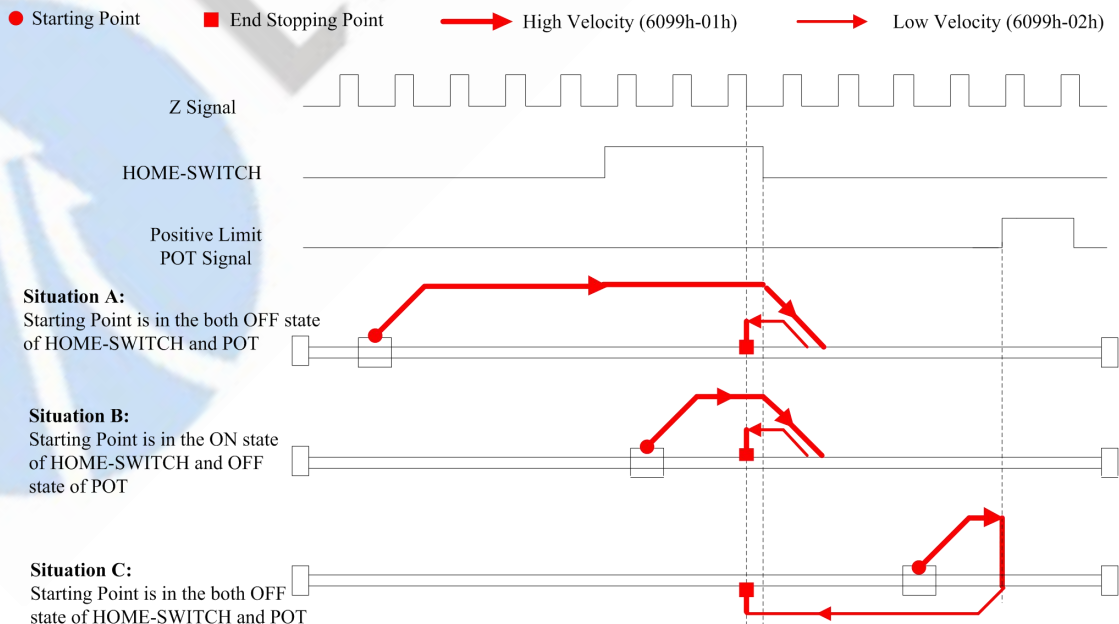 Starting Point
End Stopping Point
High Velocity (6099h-01h)
Low Velocity (6099h-02h)
Z Signal
HOME-SWITCH
Positive Limit
POT Signal
Situation A:
Starting Point is in the both OFF state
of HOME-SWITCH and POT
Situation B:
Starting Point is in the ON state
of HOME-SWITCH and OFF
state of POT
Situation C:
Starting Point is in the both OFF
state of HOME-SWITCH and POT